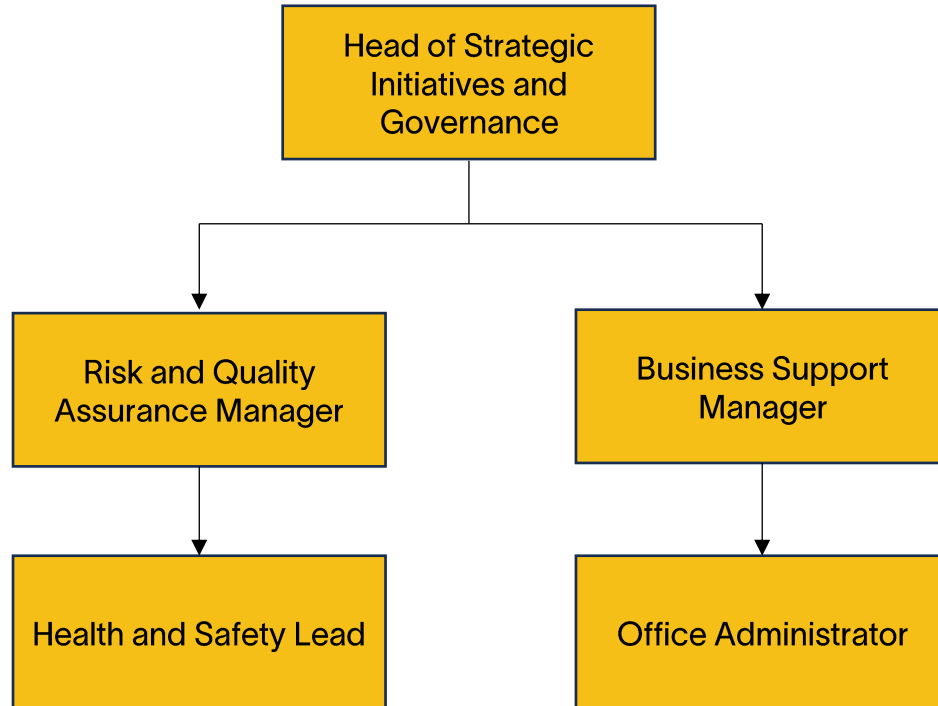 Head of Strategic
Initiatives and
Governance
Risk and Quality
Assurance Manager
Business Support
Manager
Health and Safety Lead
Office Administrator